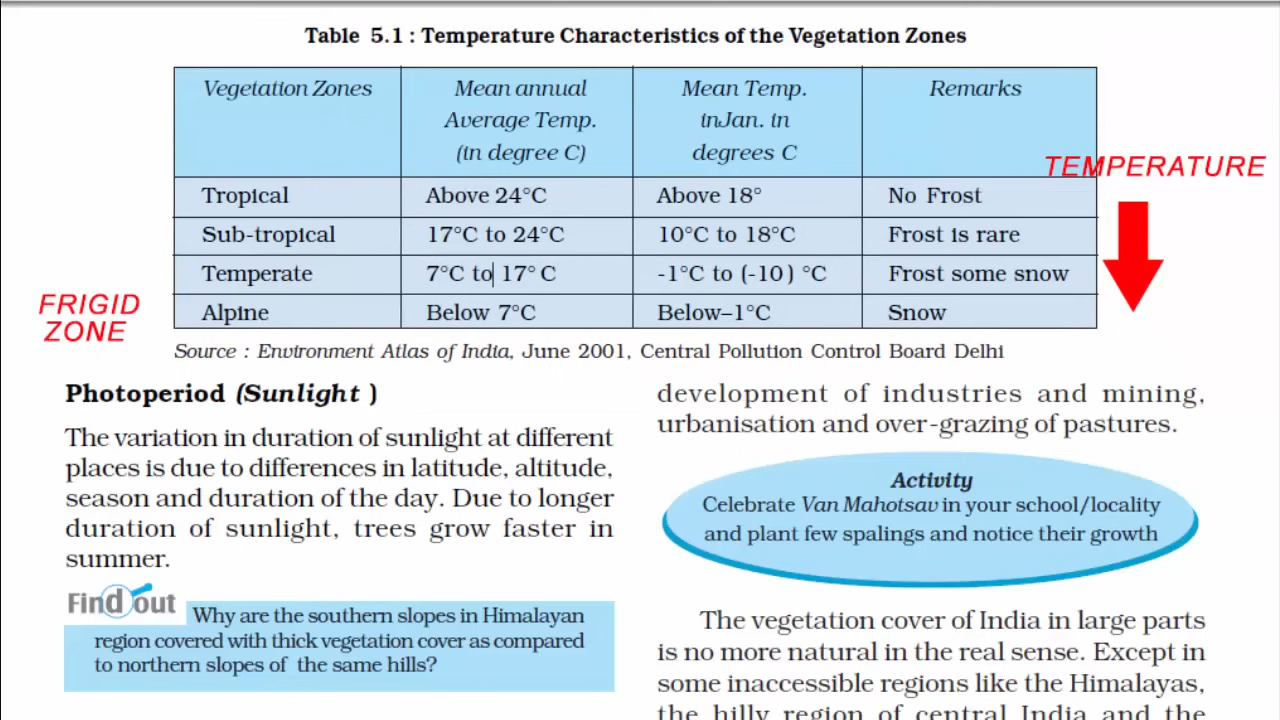 Table 5.1 : Temperature Characteristics of the Vegetation Zones
Vegetation Zones
Mean annual
Average Temp.
(in degree C)
Mean Temp.
inJan. in
degrees C
Remarks
TEMPERATURE
Tropical Above 24°C Above 18° No Frost
Sub-tropical 17°C to 24°C 10°C to 18°C Frost is rare
Temperate 7°C to 17° C -1°C to (-10) °C Frost some snow
Alpine Below 7°C Below–1°C Snow
FRIGID
ZONE
Source : Environment Atlas of India, June 2001, Central Pollution Control Board Delhi
Photoperiod (Sunlight )
The variation in duration of sunlight at different
places is due to differences in latitude, altitude,
season and duration of the day. Due to longer
duration of sunlight, trees grow faster in
summer.
Find out
Why are the southern slopes in Himalayan
region covered with thick vegetation cover as compared
to northern slopes of the same hills?
development of industries and mining,
urbanisation and over-grazing of pastures.
Activity
Celebrate Van Mahotsav in your school/locality
and plant few spalings and notice their growth
The vegetation cover of India in large parts
is no more natural in the real sense. Except in
some inaccessible regions like the Himalayas,
the hilly region of central India and the